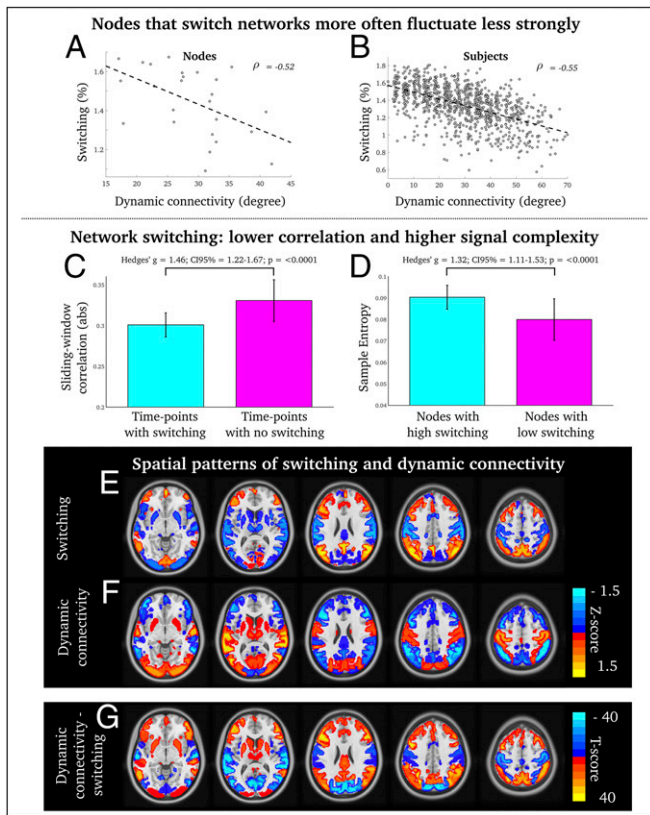 Nodes that switch networks more often fluctuate less strongly
A
Nodes
ρ = -0.52
Switching (%)
1.6
1.4
1.2
15 20 25 30 35 40 45
Dynamic connectivity (degree)
B
Subjects
ρ = -0.55
Switching (%)
1.8
1.6
1.4
1.2
1
0.8
0.6
0 10 20 30 40 50 60 70
Dynamic connectivity (degree)
Network switching: lower correlation and higher signal complexity
C
Hedges' g = 1.46; CI95% = 1.22-1.67; p = <0.0001
Sliding-window
correlation (abs)
0.35
0.3
0.25
0.2
Time-points
with switching
Time-points
with no switching
D
Hedges' g = 1.32; CI95% = 1.11-1.53; p = <0.0001
Sample Entropy
0.1
0.09
0.08
0.07
0.06
0.05
0.04
Nodes with
high switching
Nodes with
low switching
Spatial patterns of switching and dynamic connectivity
E
Switching
F
Dynamic
connectivity
- 1.5
Z-score
1.5
G
Dynamic
connectivity -
switching
- 40
T-score
40